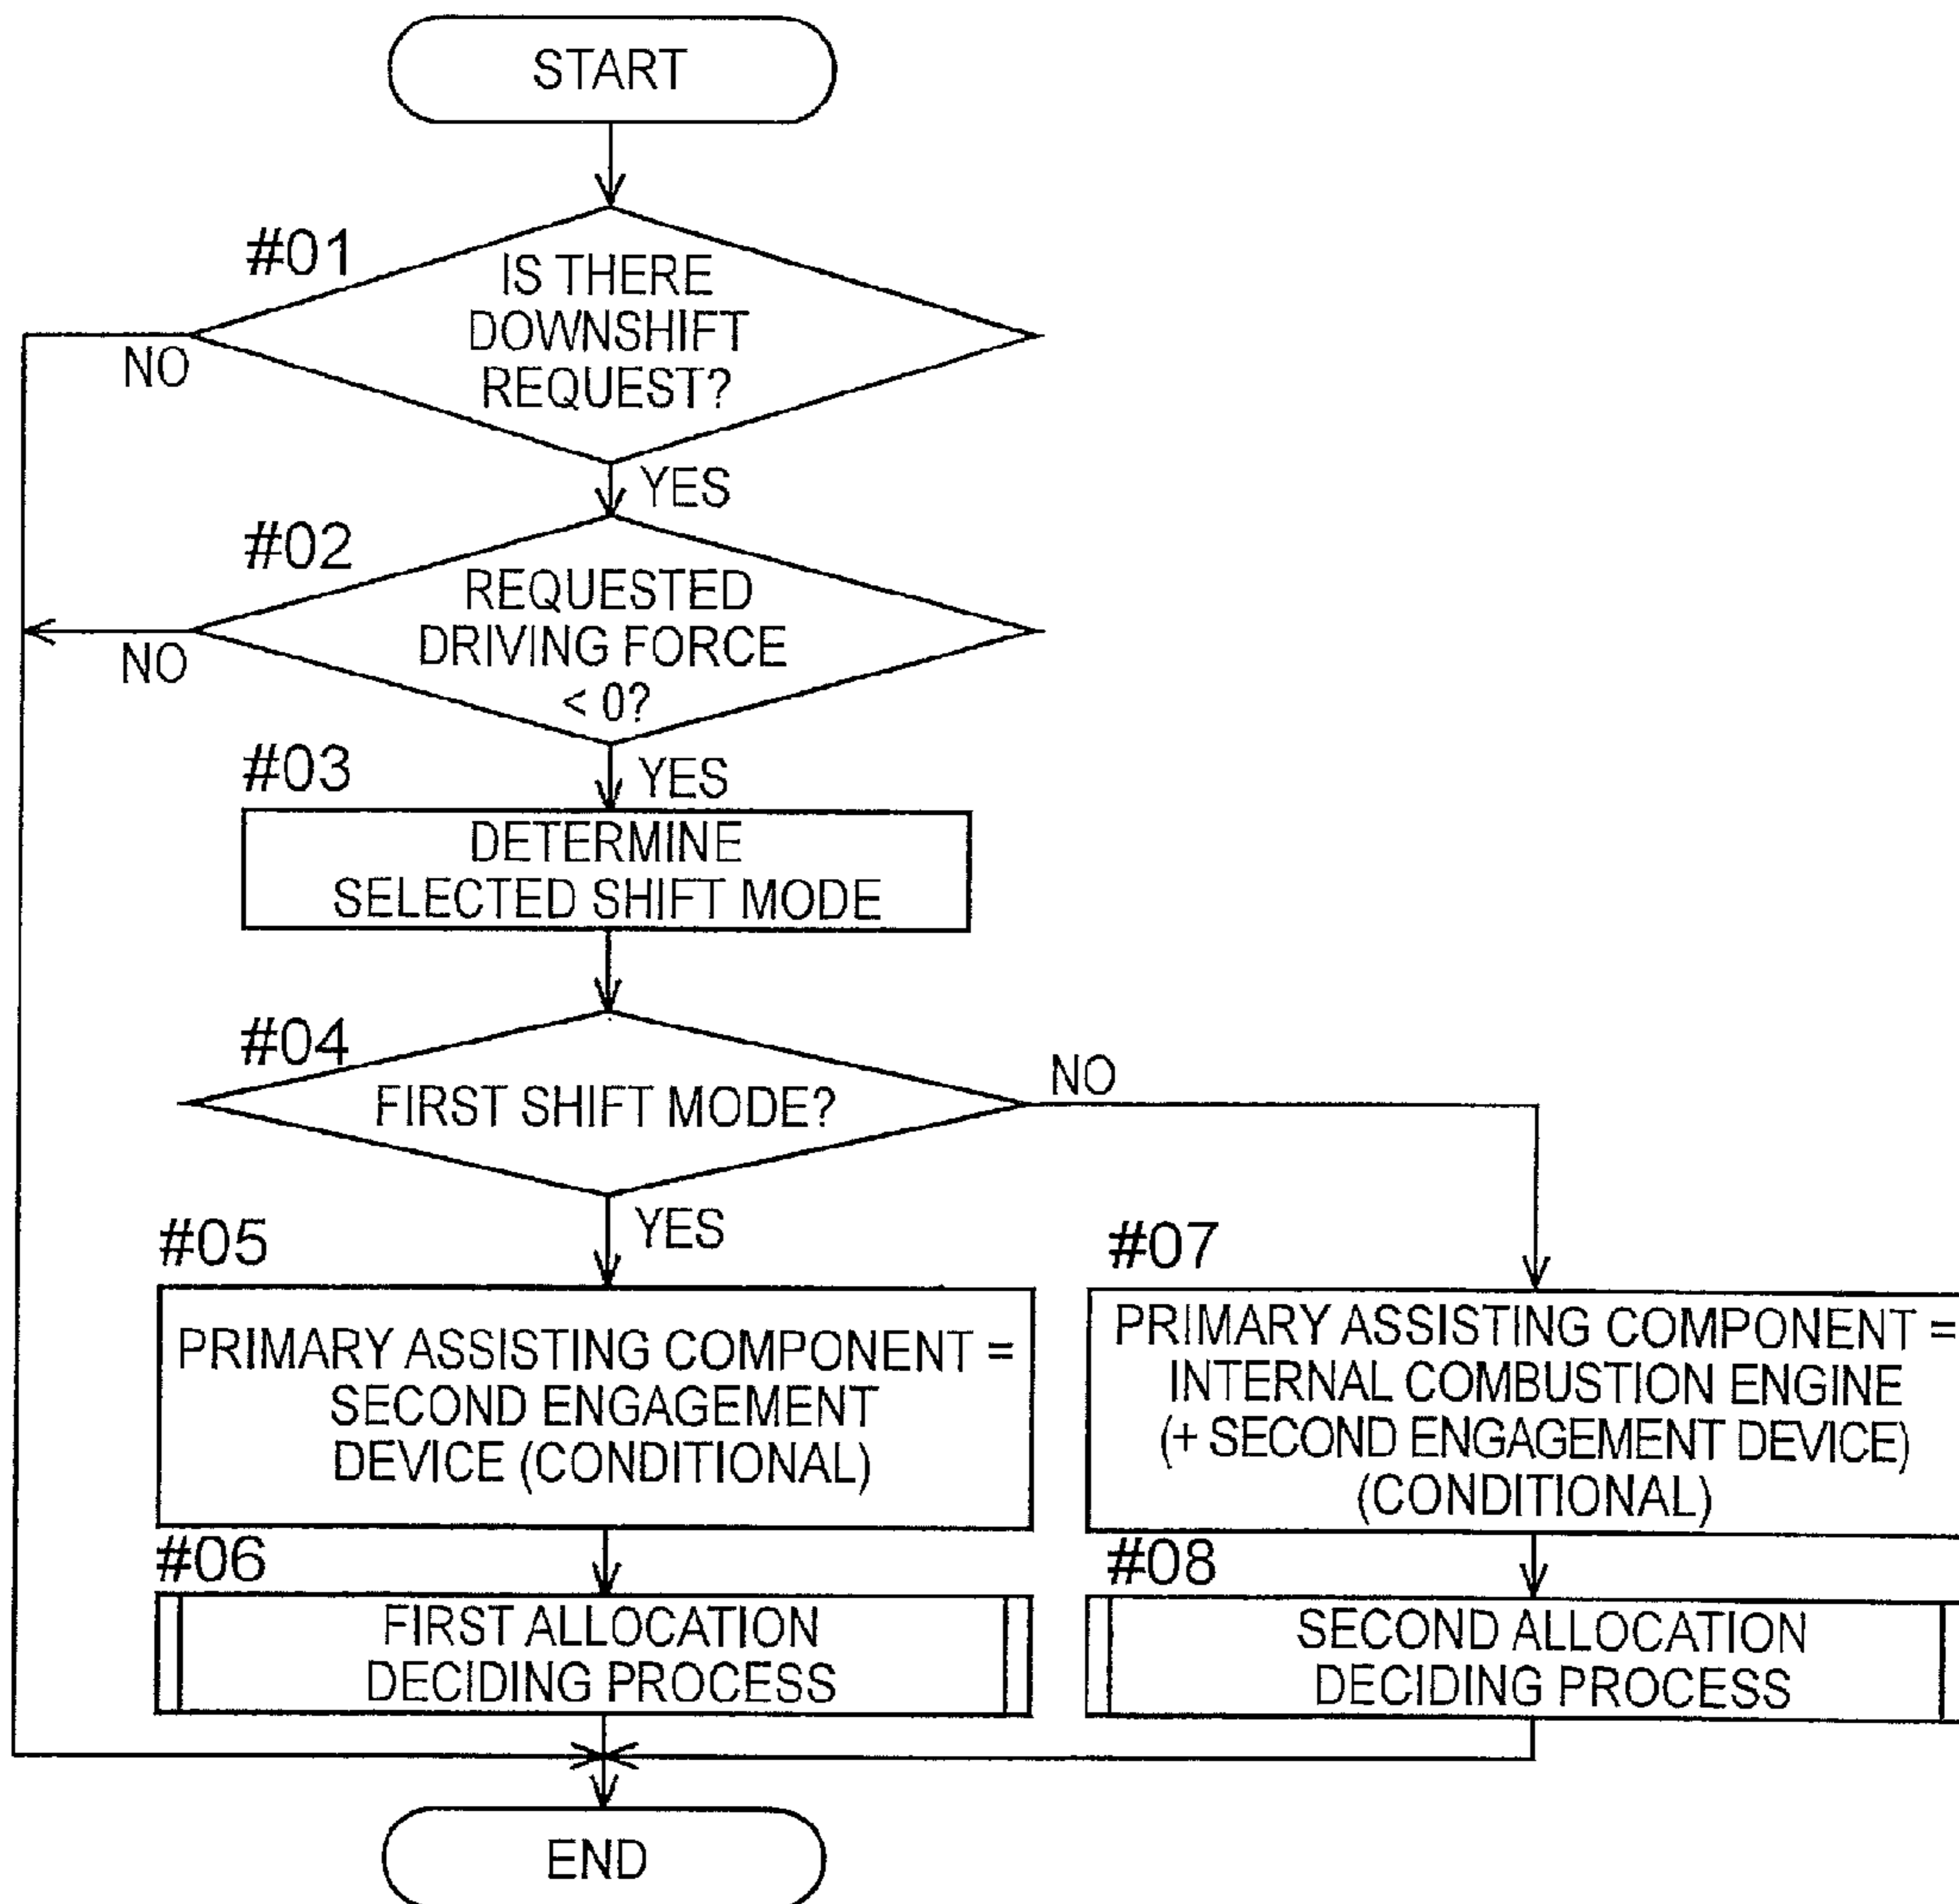 START
#01
IS THERE
DOWNSHIFT
REQUEST?
NO
YES
#02
REQUESTED
DRIVING FORCE
< 0?
NO
YES
#03
DETERMINE
SELECTED SHIFT MODE
#04
FIRST SHIFT MODE?
NO
YES
#05
PRIMARY ASSISTING COMPONENT =
SECOND ENGAGEMENT
DEVICE (CONDITIONAL)
#06
FIRST ALLOCATION
DECIDING PROCESS
#07
PRIMARY ASSISTING COMPONENT =
INTERNAL COMBUSTION ENGINE
(+ SECOND ENGAGEMENT DEVICE)
(CONDITIONAL)
#08
SECOND ALLOCATION
DECIDING PROCESS
END